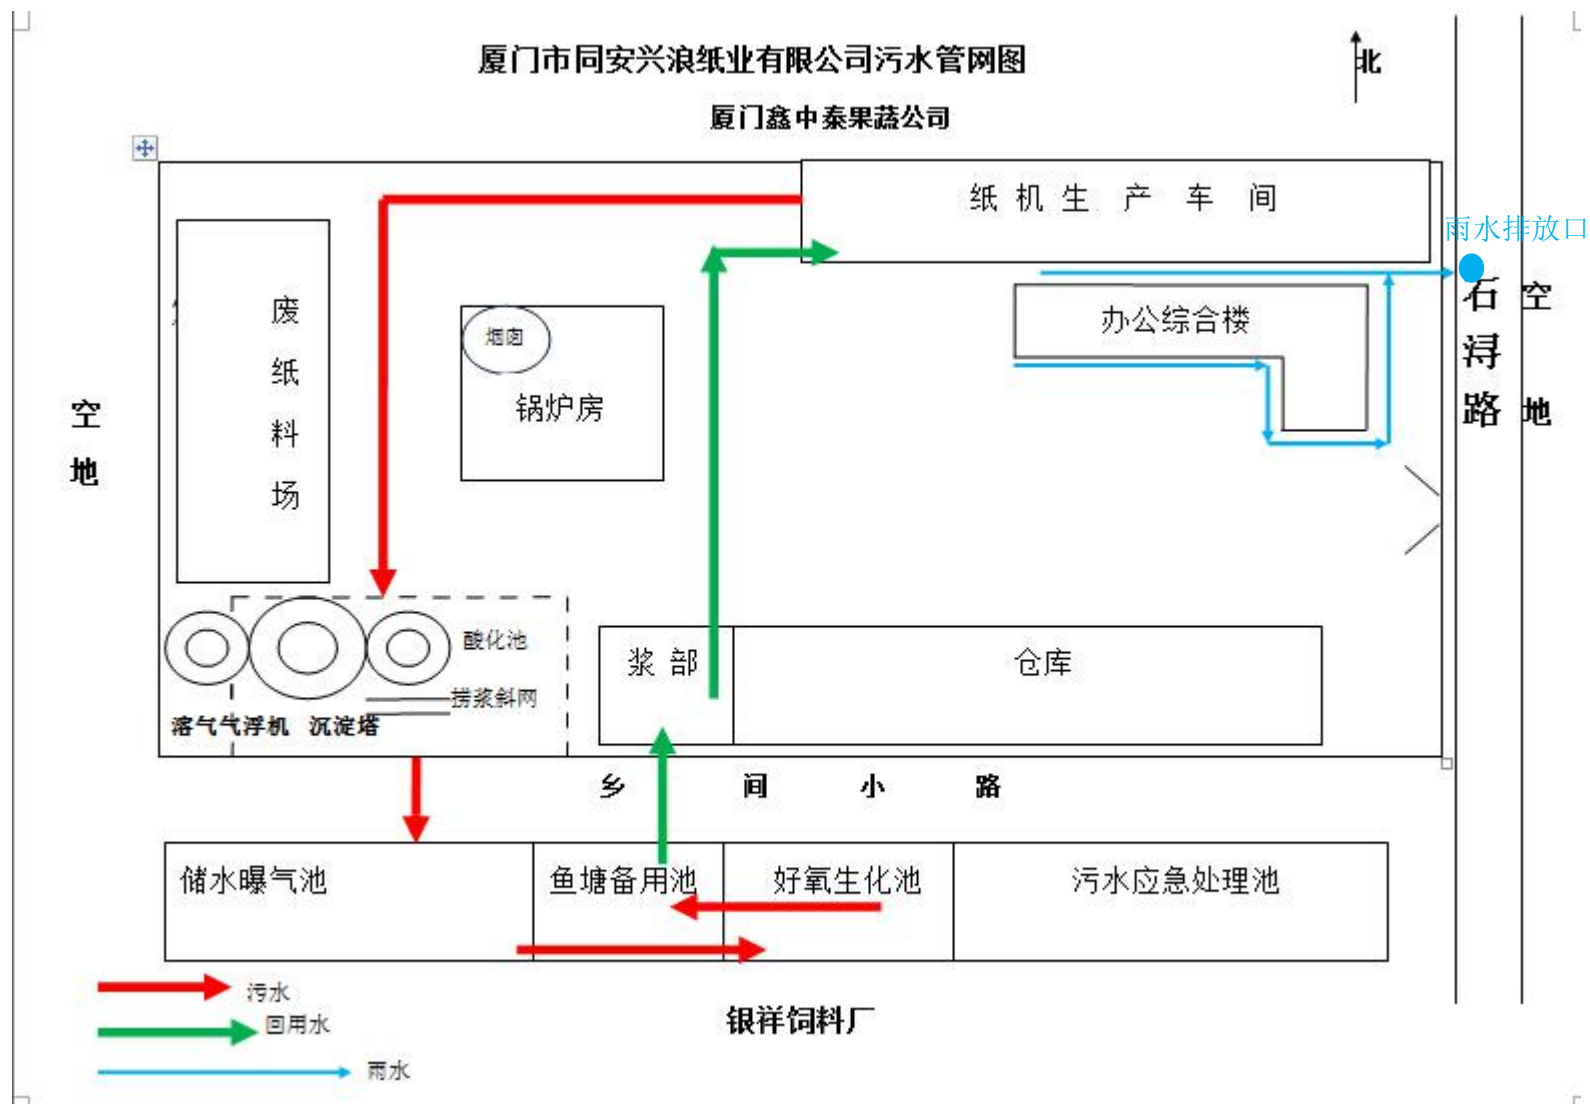 厦门市同安兴浪纸业有限公司污水管网图
北
厦门鑫中泰果蔬公司
纸机生产车间
雨水排放口
废纸料场
烟囱
锅炉房
办公综合楼
石浔路
空地
空地
酸化池
捞浆斜网
溶气气浮机 沉淀塔
浆部
仓库
乡间小路
储水曝气池
鱼塘备用池
好氧生化池
污水应急处理池
污水
回用水
雨水
银祥饲料厂